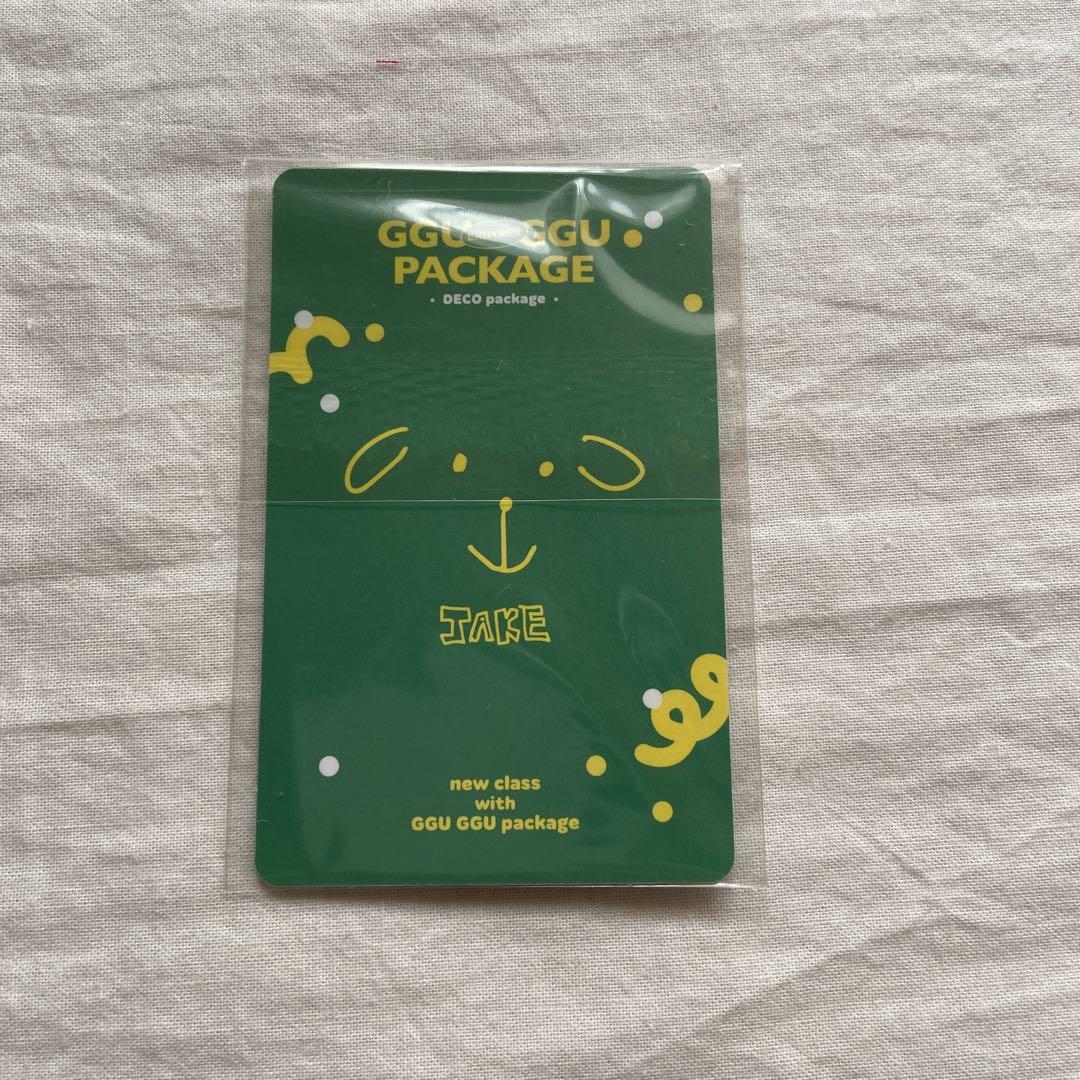 GGU GGU
PACKAGE
• DECO package •
JAKE
new class
with
GGU GGU package